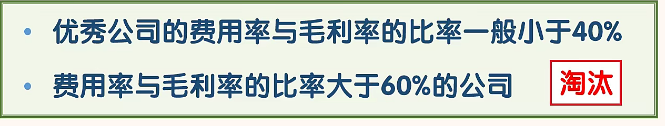 • 优秀公司的费用率与毛利率的比率一般小于40%
• 费用率与毛利率的比率大于60%的公司 淘汰